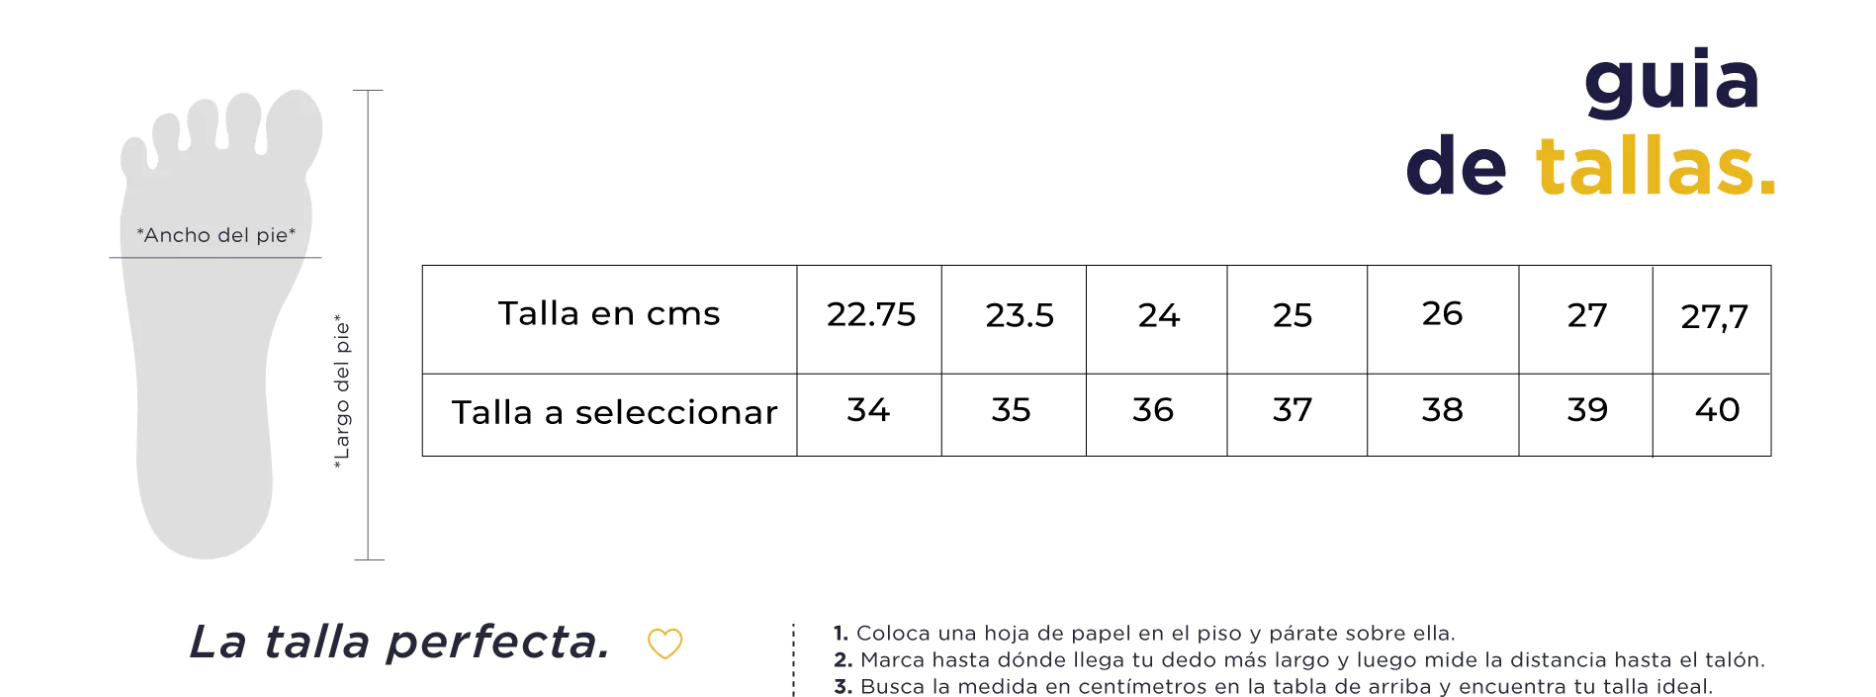 guia
de tallas.
*Ancho del pie*
*Largo del pie*
Talla en cms 22.75 23.5 24 25 26 27 27,7
Talla a seleccionar 34 35 36 37 38 39 40
La talla perfecta.
1. Coloca una hoja de papel en el piso y párate sobre ella.
2. Marca hasta dónde llega tu dedo más largo y luego mide la distancia hasta el talón.
3. Busca la medida en centímetros en la tabla de arriba y encuentra tu talla ideal.